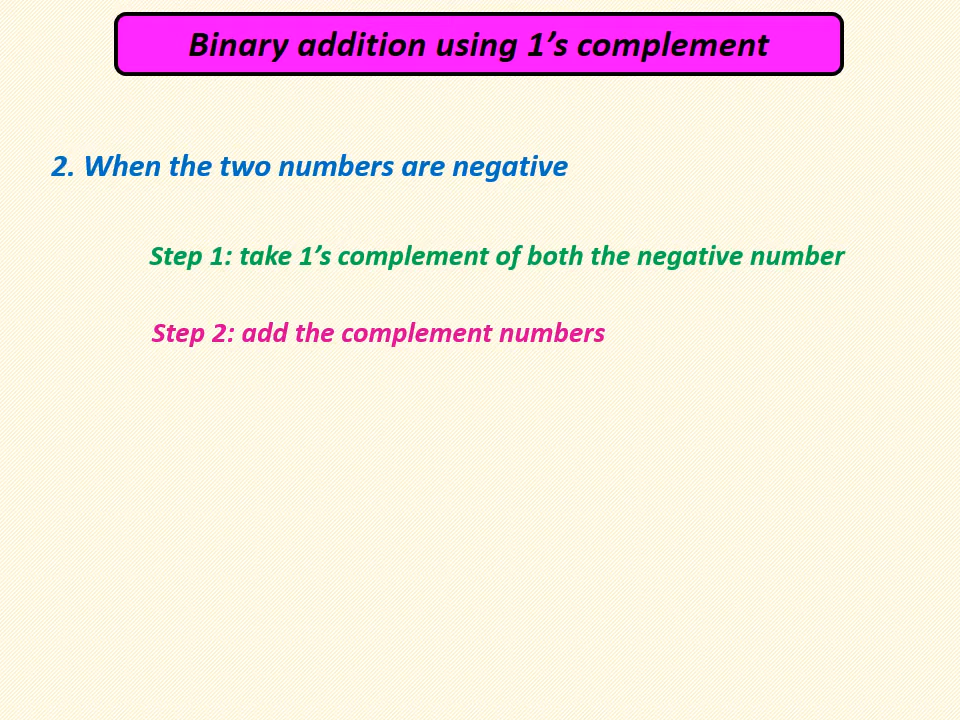 Binary addition using 1’s complement
2. When the two numbers are negative
Step 1: take 1’s complement of both the negative number
Step 2: add the complement numbers